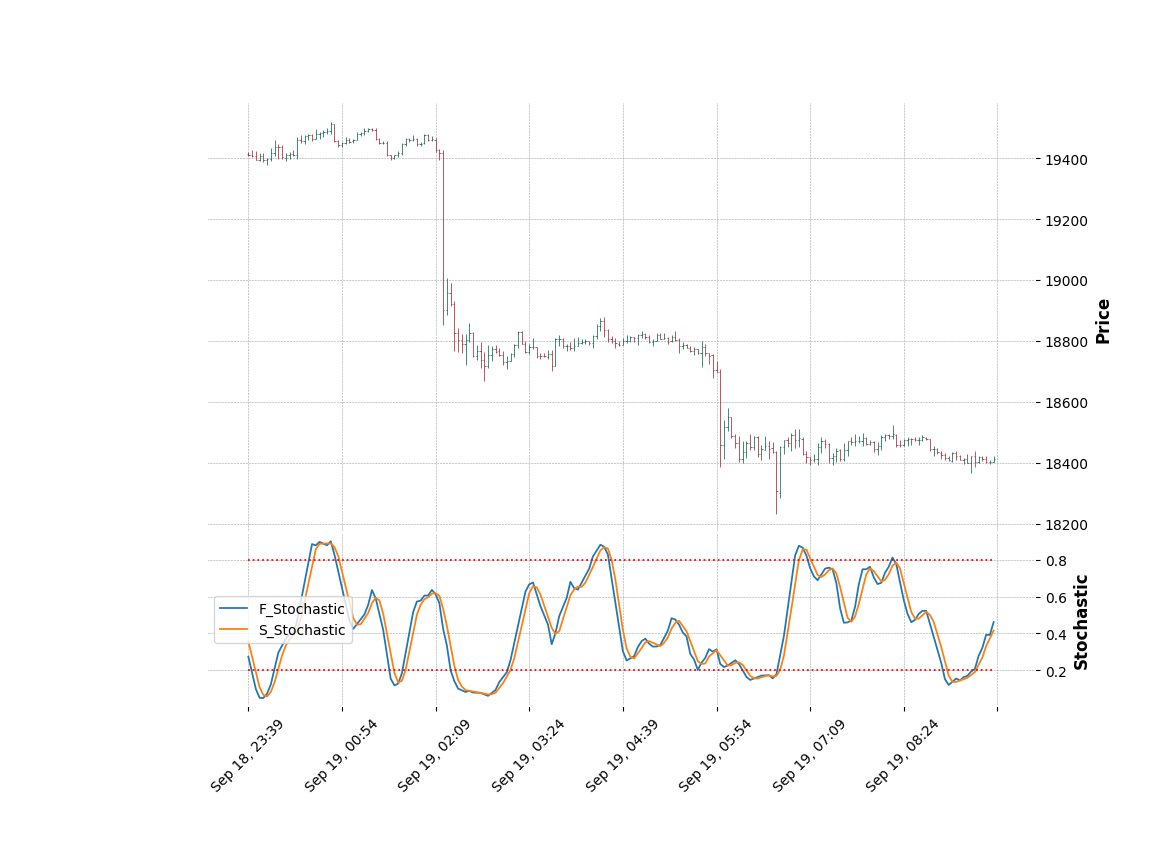 19400
19200
19000
18800
18600
18400
18200
Price
0.8
0.6
0.4
0.2
Stochastic
F_Stochastic
S_Stochastic
Sep 18, 23:39
Sep 19, 00:54
Sep 19, 02:09
Sep 19, 03:24
Sep 19, 04:39
Sep 19, 05:54
Sep 19, 07:09
Sep 19, 08:24